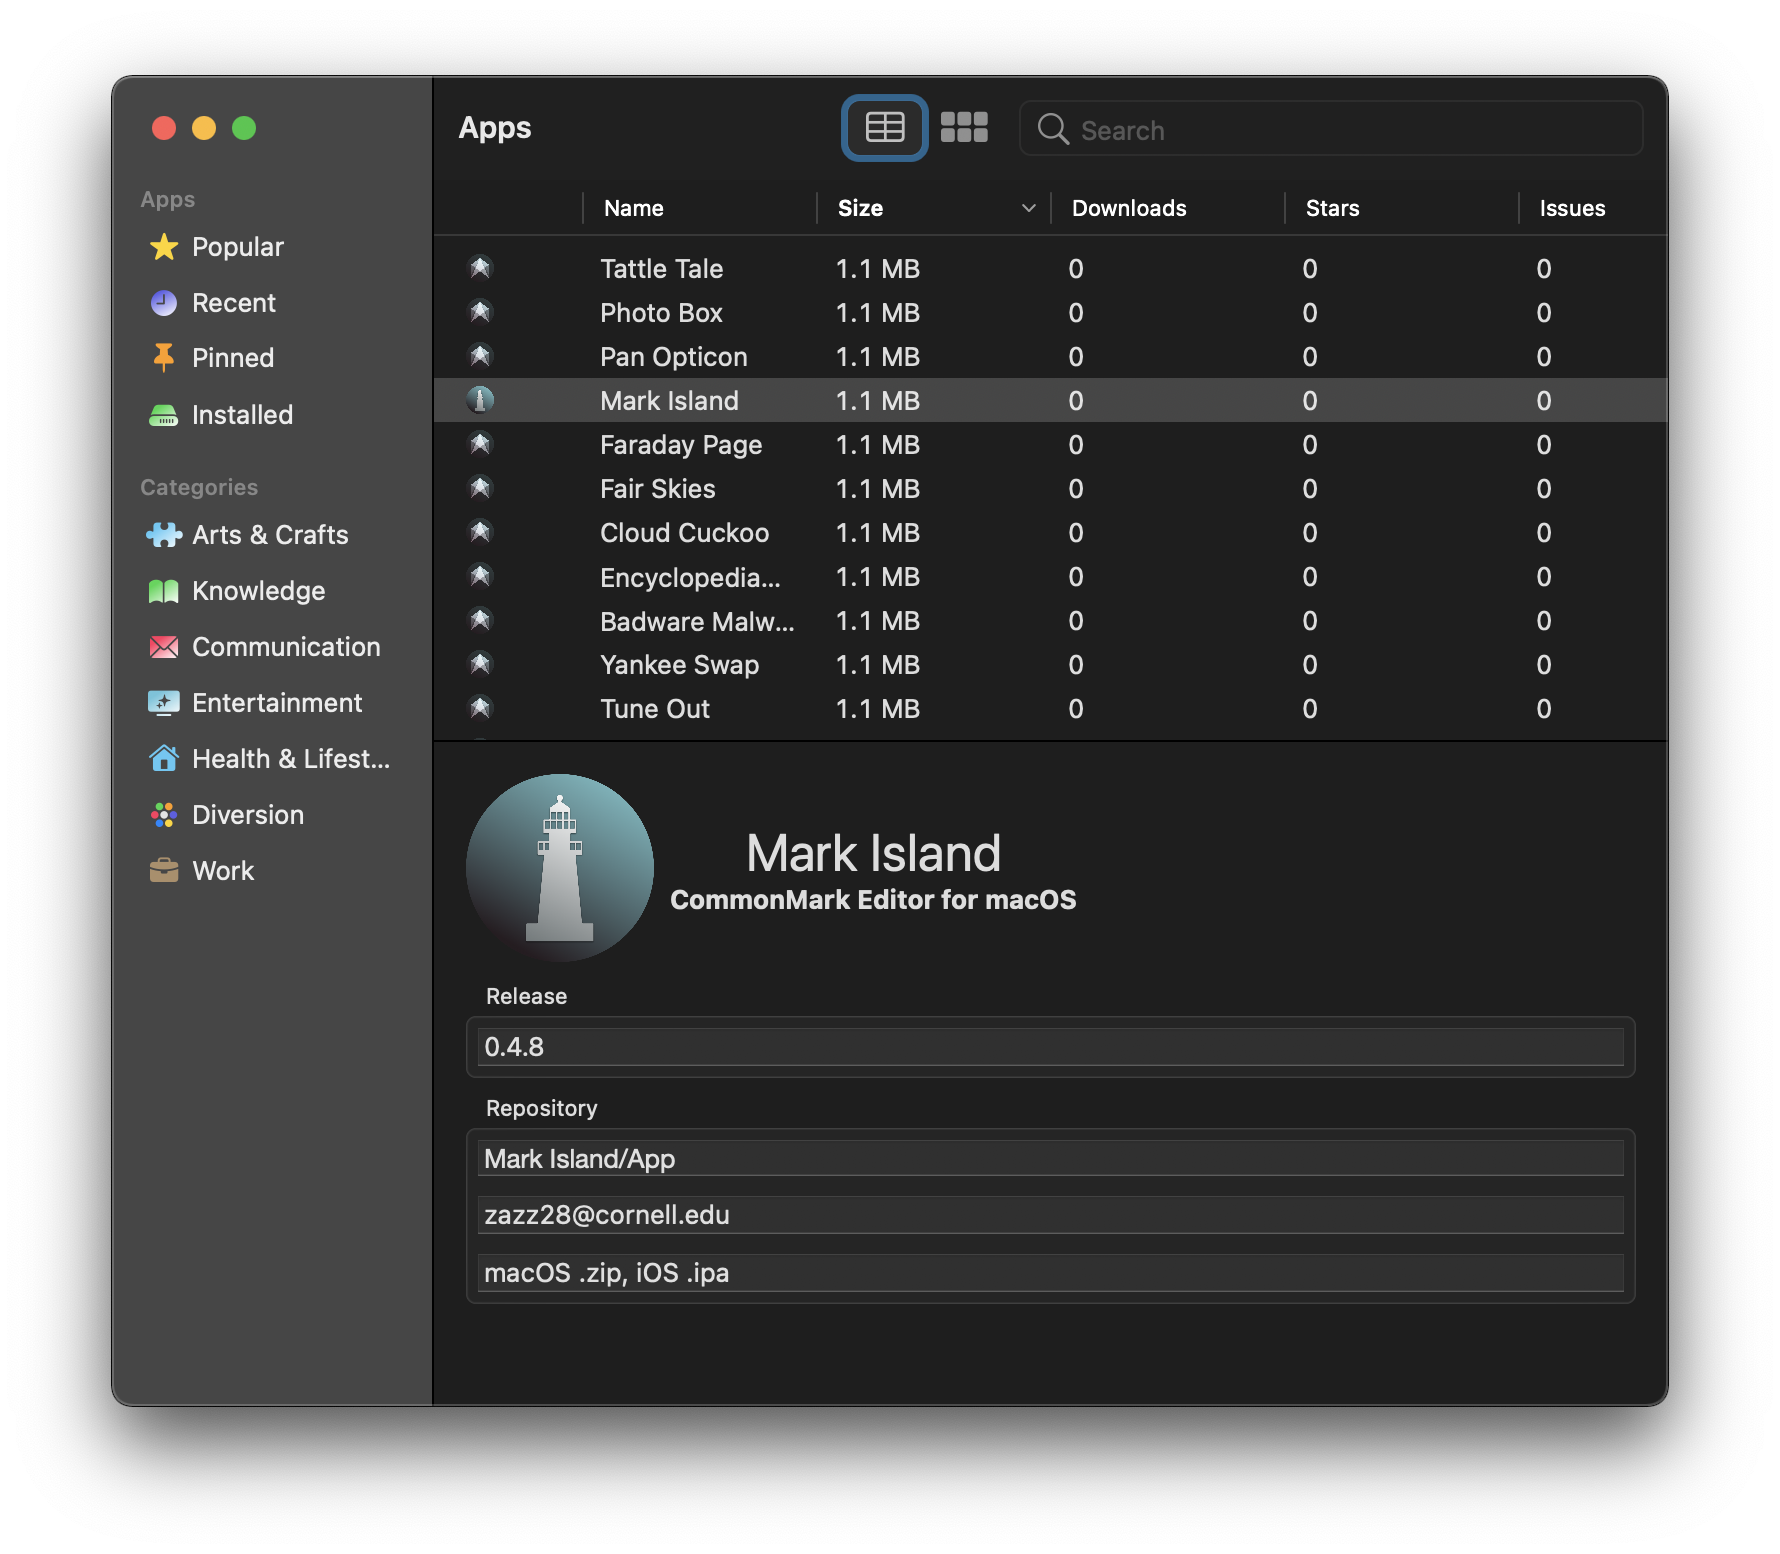 Apps
Popular
Recent
Pinned
Installed
Categories
Arts & Crafts
Knowledge
Communication
Entertainment
Health & Lifest...
Diversion
Work
Apps
Search
Name Size Downloads Stars Issues
Tattle Tale 1.1 MB 0 0 0
Photo Box 1.1 MB 0 0 0
Pan Opticon 1.1 MB 0 0 0
Mark Island 1.1 MB 0 0 0
Faraday Page 1.1 MB 0 0 0
Fair Skies 1.1 MB 0 0 0
Cloud Cuckoo 1.1 MB 0 0 0
Encyclopedia... 1.1 MB 0 0 0
Badware Malw... 1.1 MB 0 0 0
Yankee Swap 1.1 MB 0 0 0
Tune Out 1.1 MB 0 0 0
Mark Island
CommonMark Editor for macOS
Release
0.4.8
Repository
Mark Island/App
zazz28@cornell.edu
macOS .zip, iOS .ipa